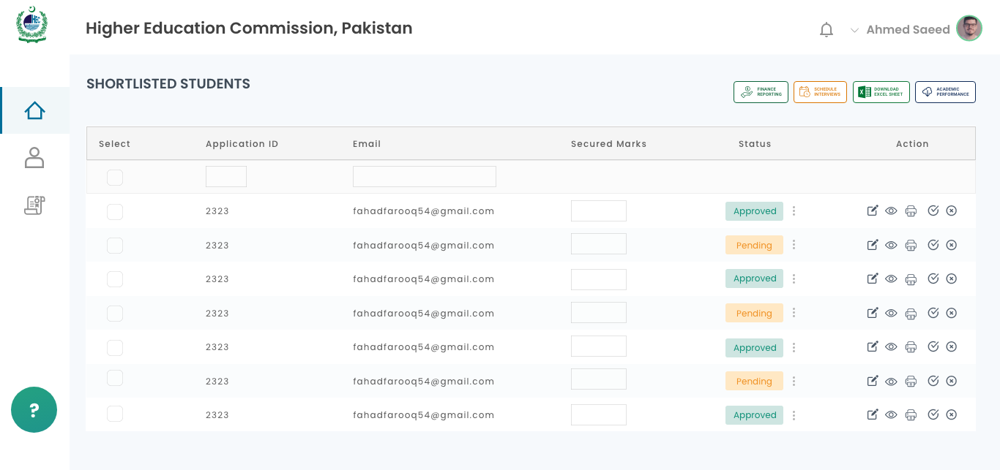 HEC
Higher Education Commission, Pakistan
Ahmed Saeed
SHORTLISTED STUDENTS
FINANCE
REPORTING
SCHEDULE
INTERVIEWS
DOWNLOAD
EXCEL SHEET
ACADEMIC
PERFORMANCE
Select Application ID Email Secured Marks Status Action
2323 fahadfarooq54@gmail.com Approved
2323 fahadfarooq54@gmail.com Pending
2323 fahadfarooq54@gmail.com Approved
2323 fahadfarooq54@gmail.com Pending
2323 fahadfarooq54@gmail.com Approved
2323 fahadfarooq54@gmail.com Pending
2323 fahadfarooq54@gmail.com Approved
?